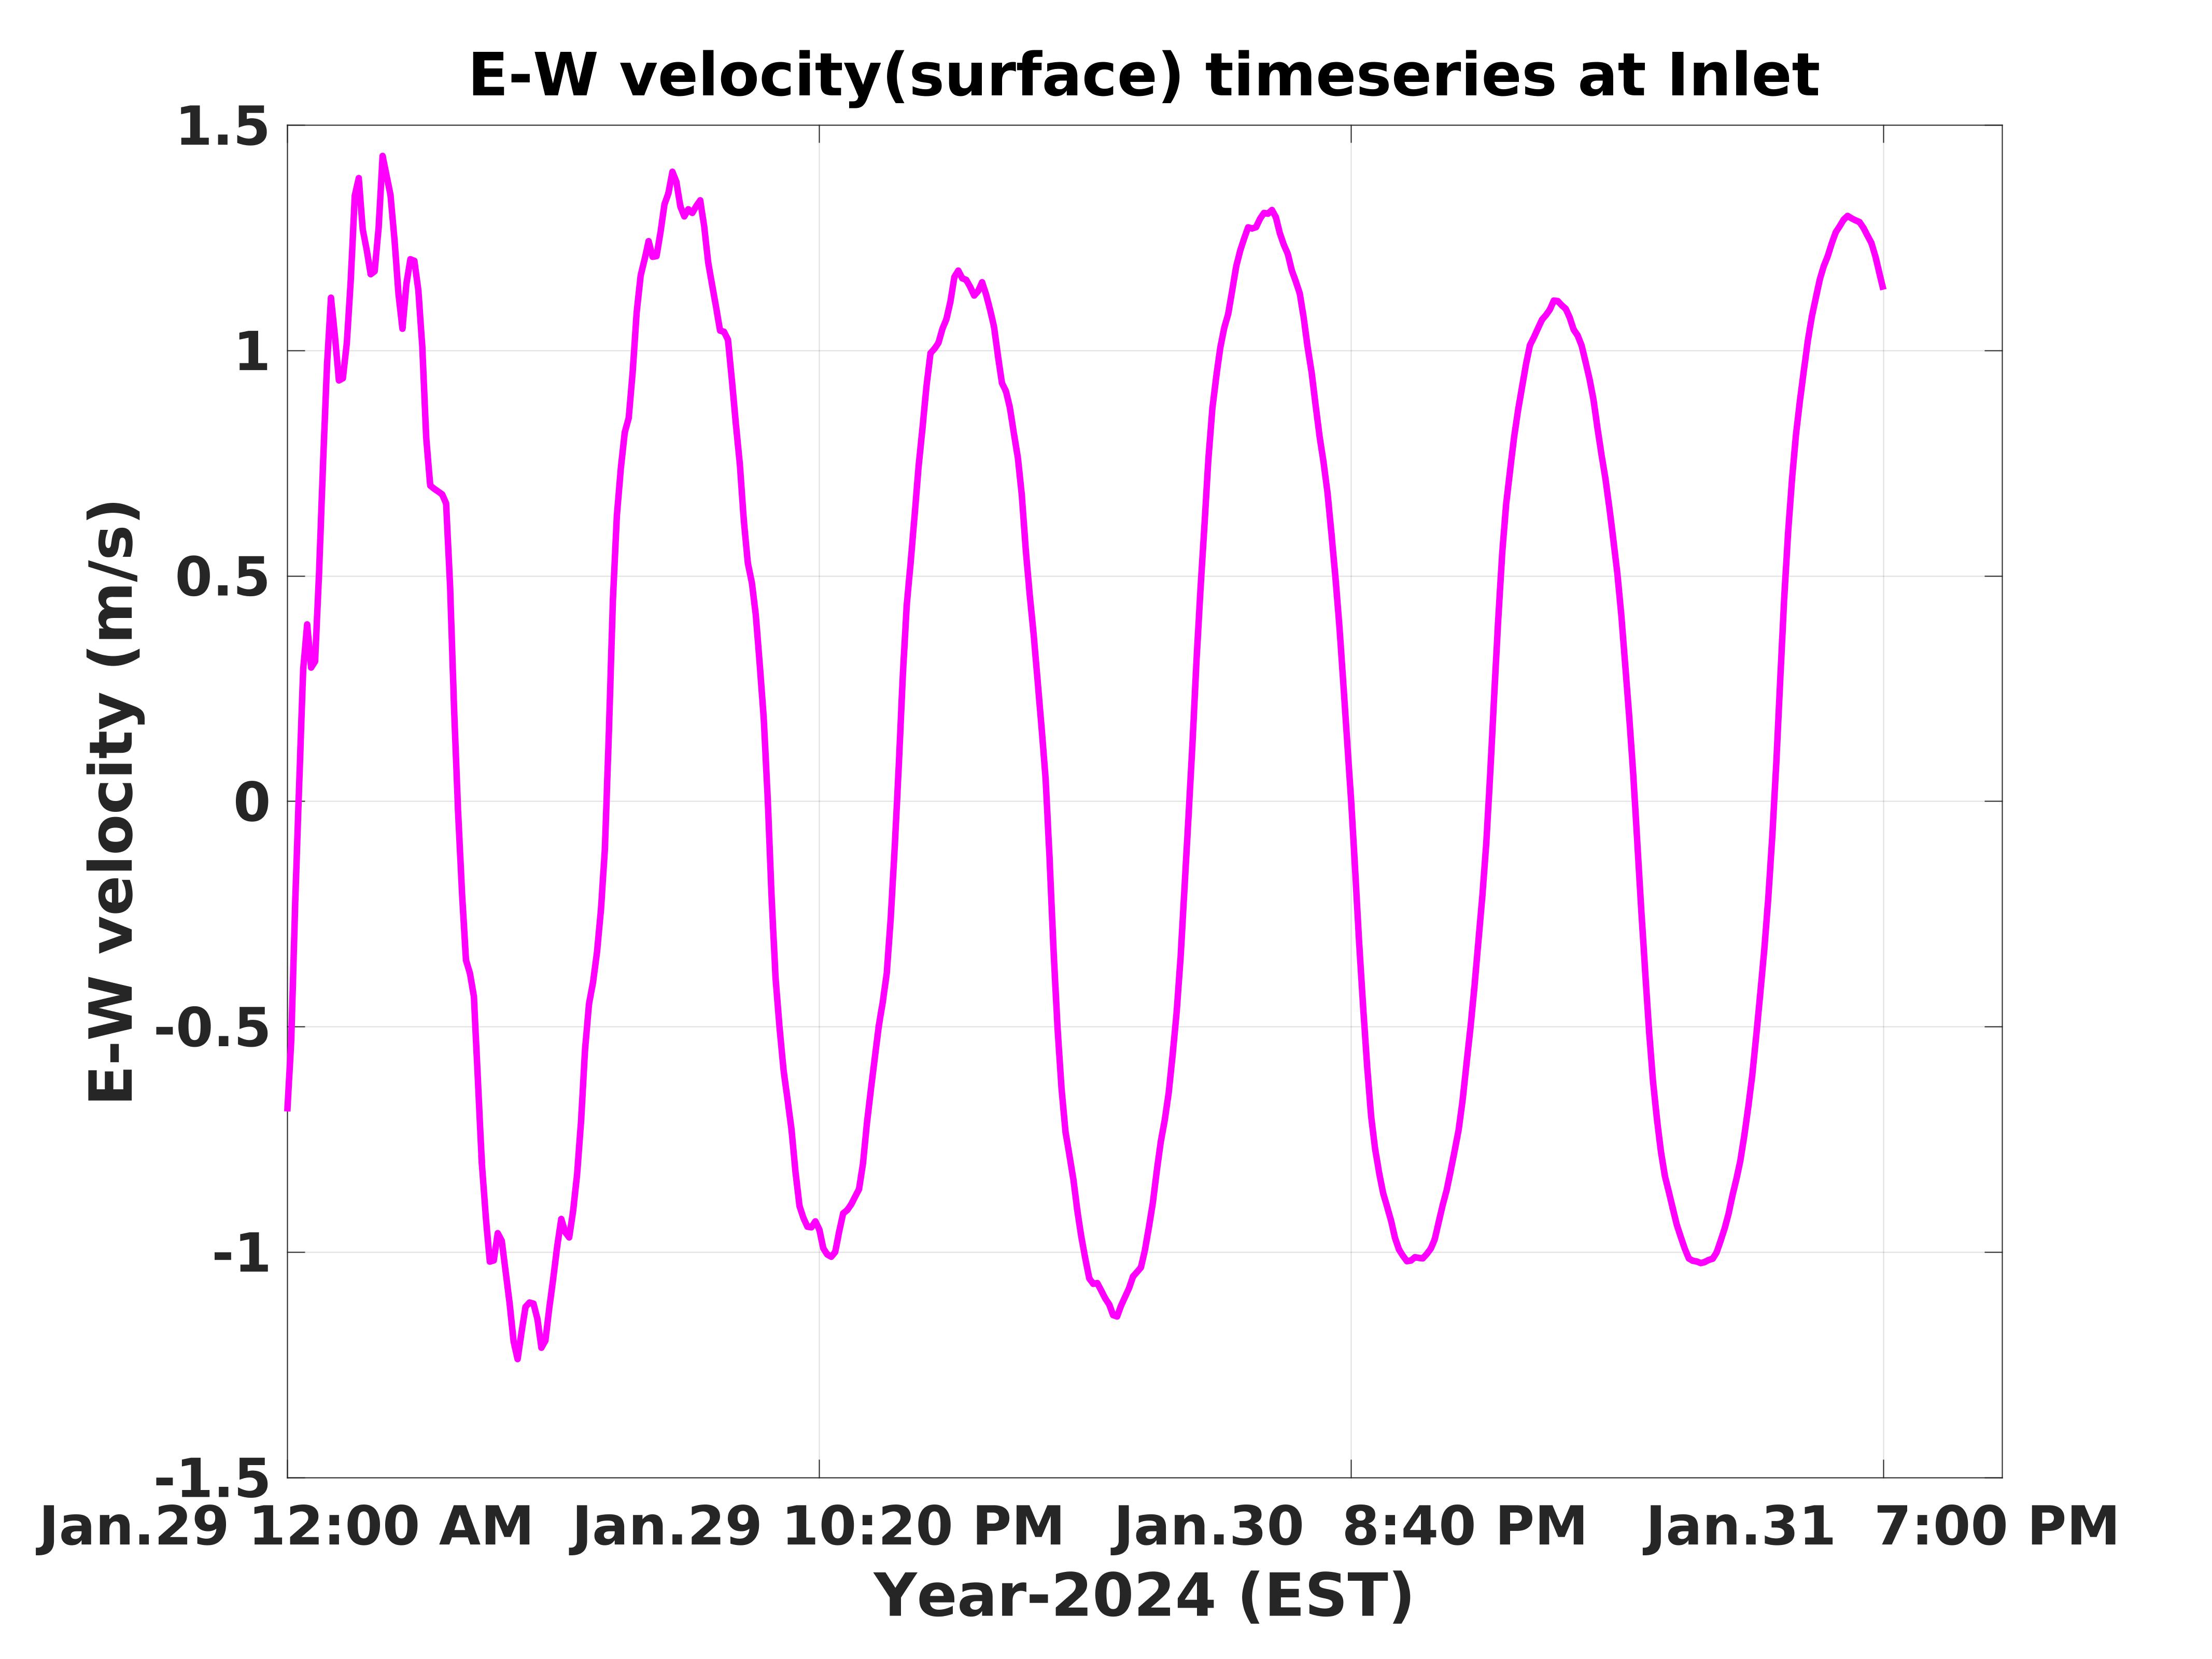 E-W velocity(surface) timeseries at Inlet
E-W velocity (m/s)
1.5
1
0.5
0
-0.5
-1
-1.5
Jan.29 12:00 AM Jan.29 10:20 PM Jan.30 8:40 PM Jan.31 7:00 PM
Year-2024 (EST)